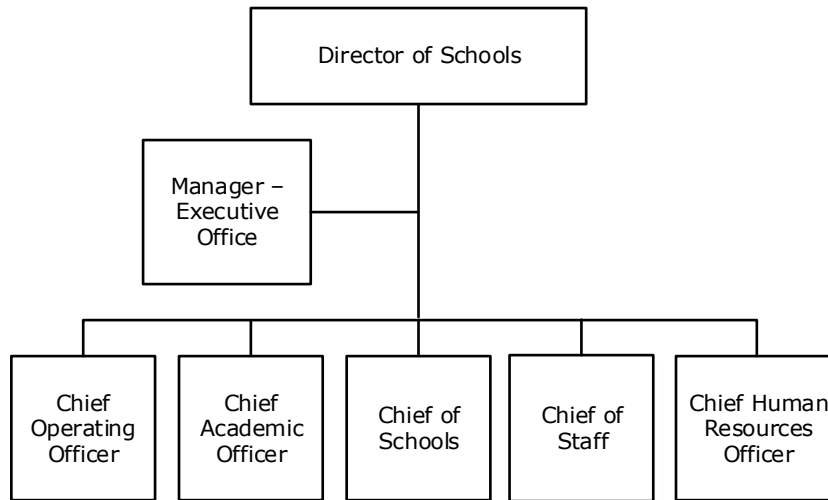 Director of Schools
Manager –
Executive
Office
Chief
Operating
Officer
Chief
Academic
Officer
Chief of
Schools
Chief of
Staff
Chief Human
Resources
Officer